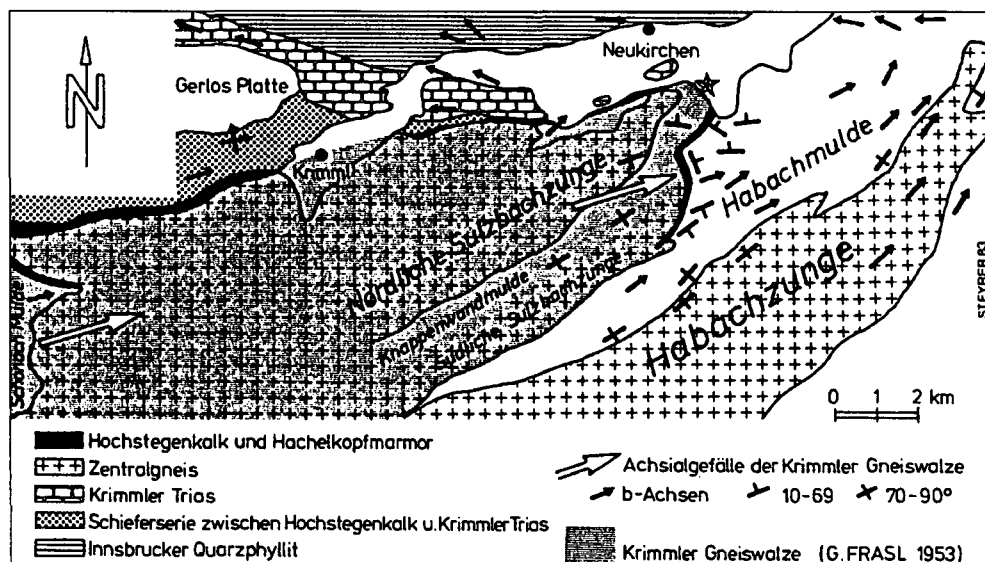 N
Neukirchen
Gerlos Platte
Krimml
Nördliche Sulzbachzunge
Habachmulde
Knappenwandmulde
Südliche Sulzbachzunge
Habachzunge
Schönach Mulde
STEYRER 83
0 1 2 km
Hochstegenkalk und Hachelkopfmarmor
Zentralgneis
Krimmler Trias
Schieferserie zwischen Hochstegenkalk u. Krimmler Trias
Innsbrucker Quarzphyllit
Achsialgefälle der Krimmler Gneiswalze
b-Achsen 10-69 70-90°
Krimmler Gneiswalze (G. FRASL 1953)